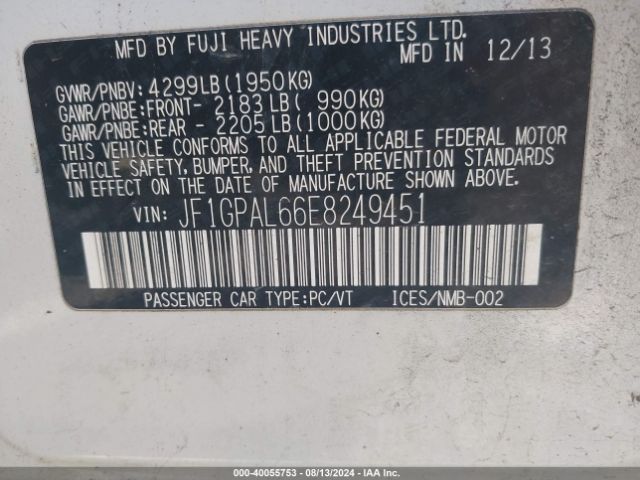 MFD BY FUJI HEAVY INDUSTRIES LTD.
MFD IN 12/13
GVWR/PNBV: 4299LB(1950KG)
GAWR/PNBE:FRONT- 2183LB( 990KG)
GAWR/PNBE:REAR - 2205LB(1000KG)
THIS VEHICLE CONFORMS TO ALL APPLICABLE FEDERAL MOTOR
VEHICLE SAFETY, BUMPER, AND THEFT PREVENTION STANDARDS
IN EFFECT ON THE DATE OF MANUFACTURE SHOWN ABOVE.
VIN: JF1GPAL66E8249451
PASSENGER CAR TYPE:PC/VT ICES/NMB-002
000-40055753 - 08/13/2024 - IAA Inc.